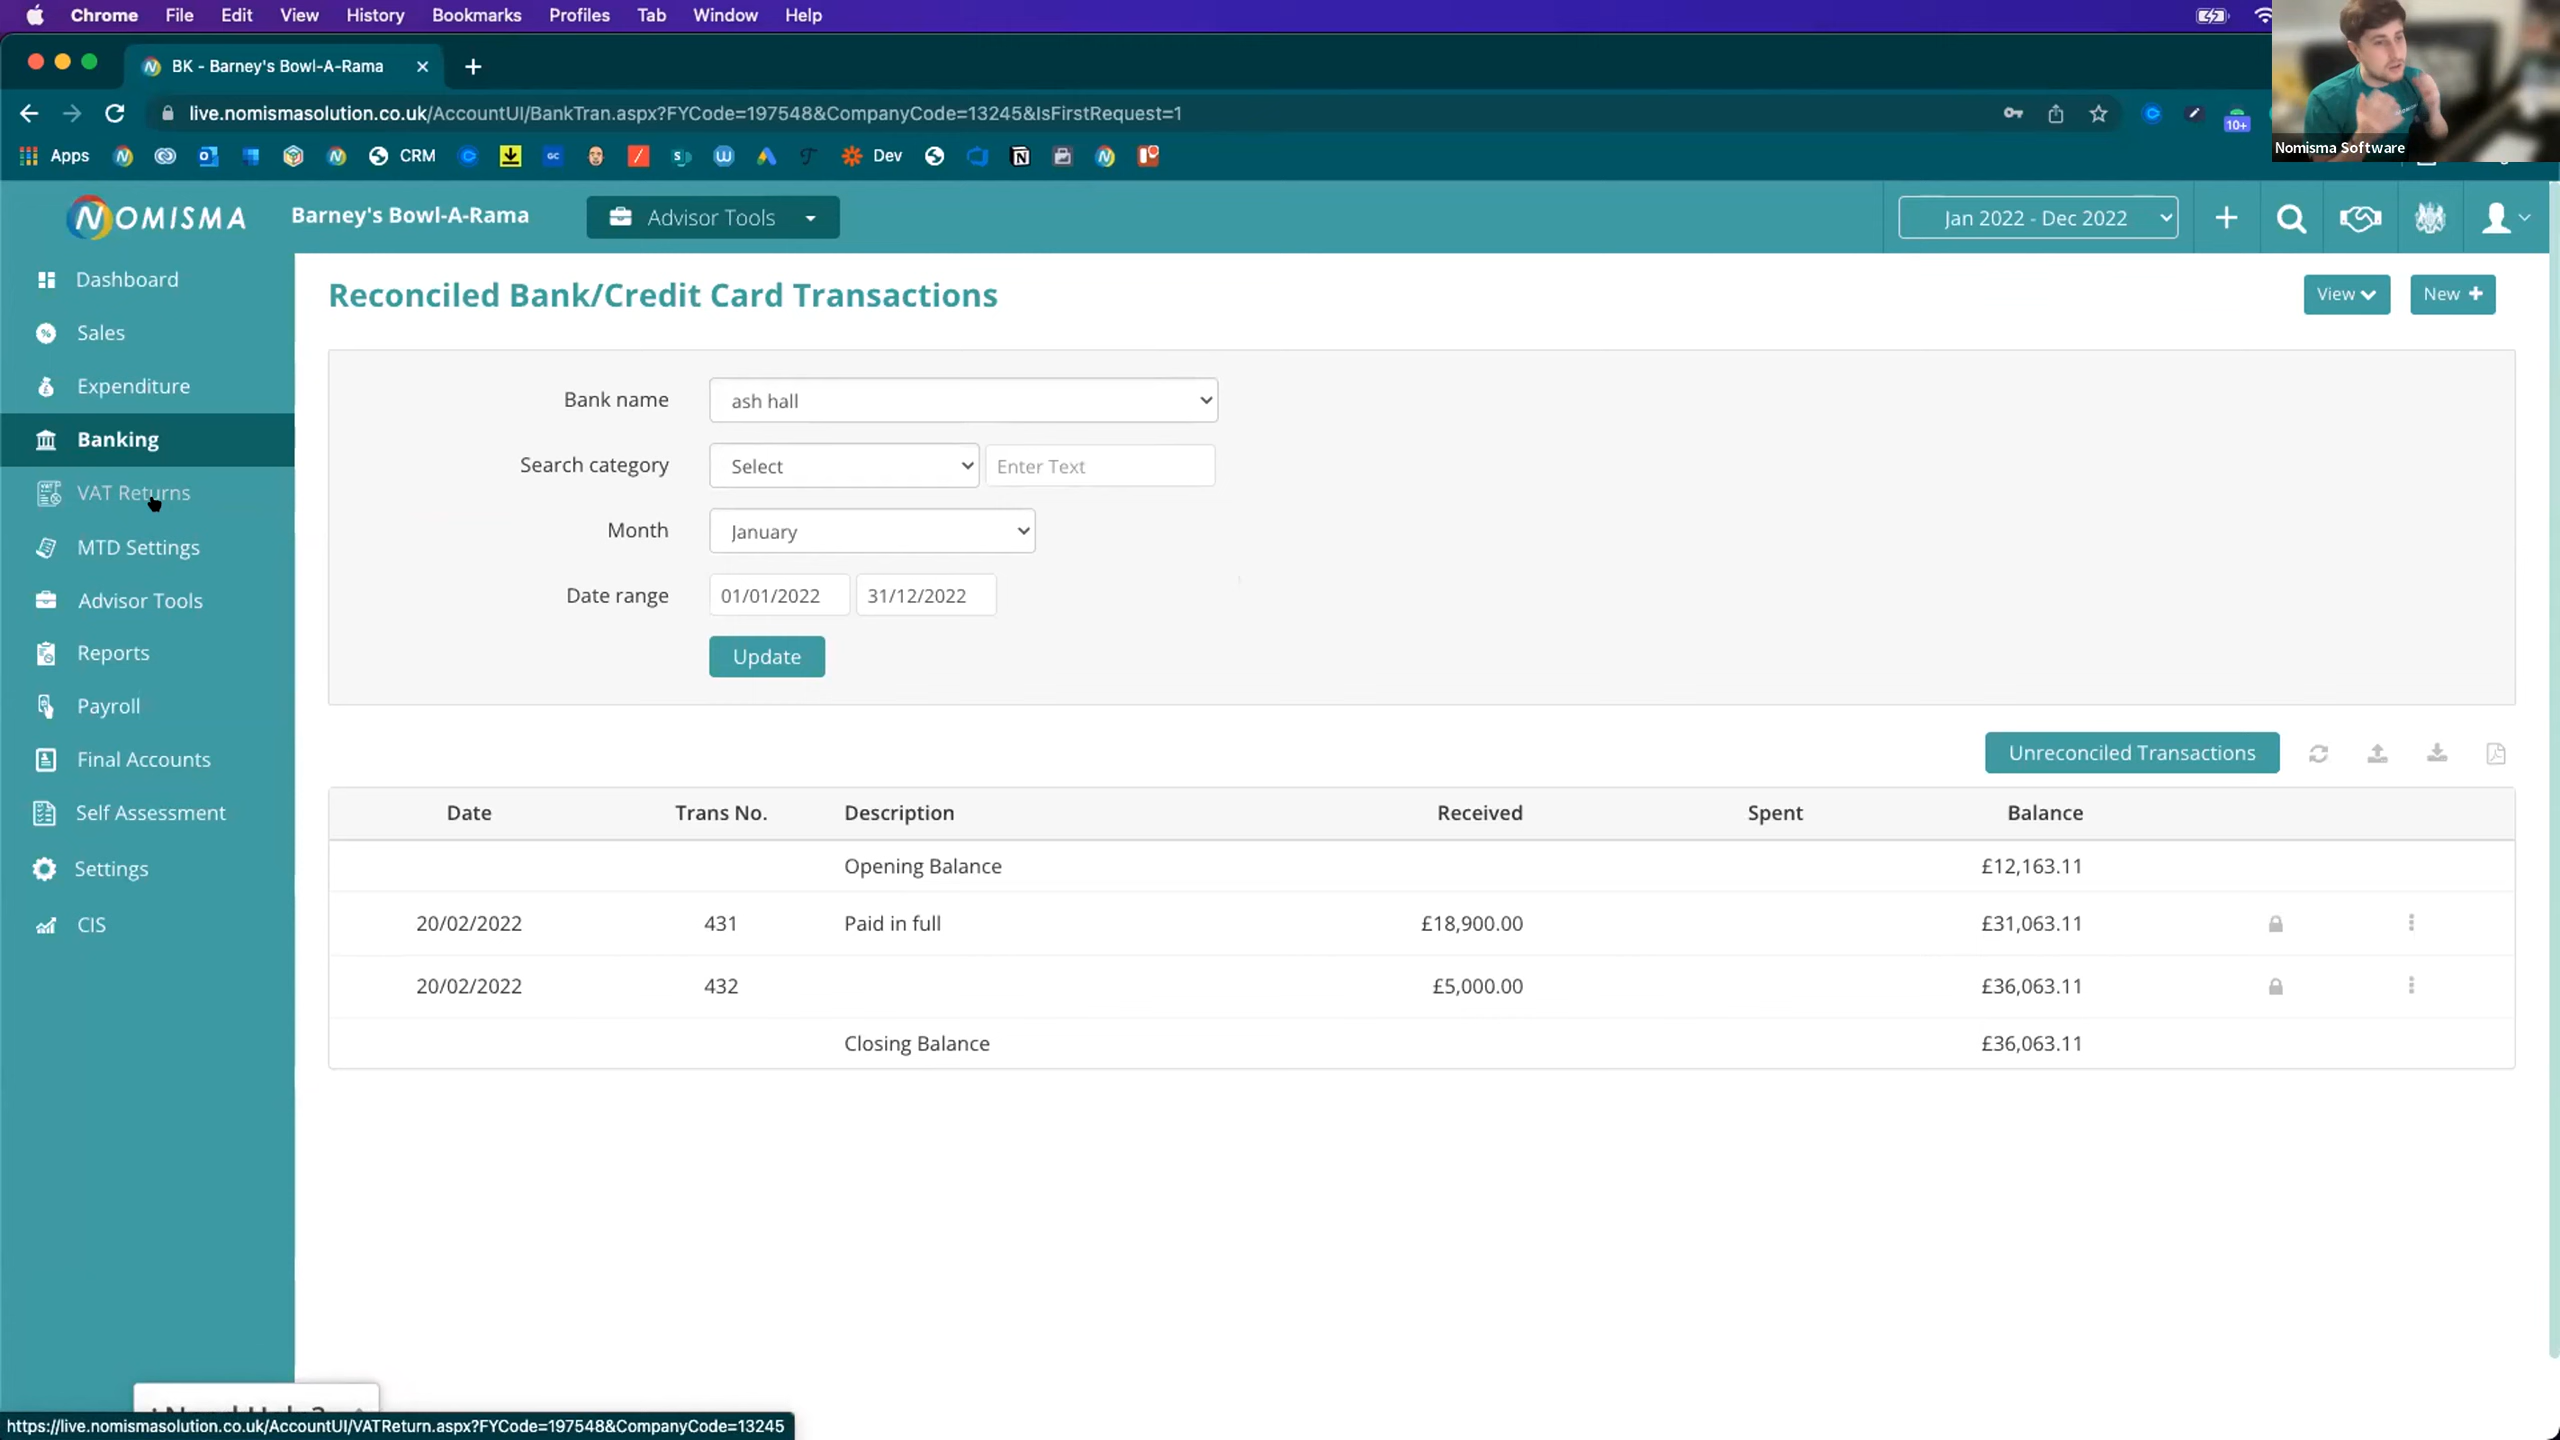 Chrome File Edit View History Bookmarks Profiles Tab Window Help
BK - Barney's Bowl-A-Rama
live.nomismasolution.co.uk/AccountUI/BankTran.aspx?FYCode=197548&CompanyCode=13245&IsFirstRequest=1
10+
Apps CRM GC Dev
Nomisma Software
NOMISMA Barney's Bowl-A-Rama Advisor Tools Jan 2022 - Dec 2022
Dashboard
Sales
Expenditure
Banking
VAT Returns
MTD Settings
Advisor Tools
Reports
Payroll
Final Accounts
Self Assessment
Settings
CIS
Reconciled Bank/Credit Card Transactions View New
Bank name ash hall
Search category Select Enter Text
Month January
Date range 01/01/2022 31/12/2022
Update
Unreconciled Transactions
Date Trans No. Description Received Spent Balance
Opening Balance £12,163.11
20/02/2022 431 Paid in full £18,900.00 £31,063.11
20/02/2022 432 £5,000.00 £36,063.11
Closing Balance £36,063.11
https://live.nomismasolution.co.uk/AccountUI/VATReturn.aspx?FYCode=197548&CompanyCode=13245